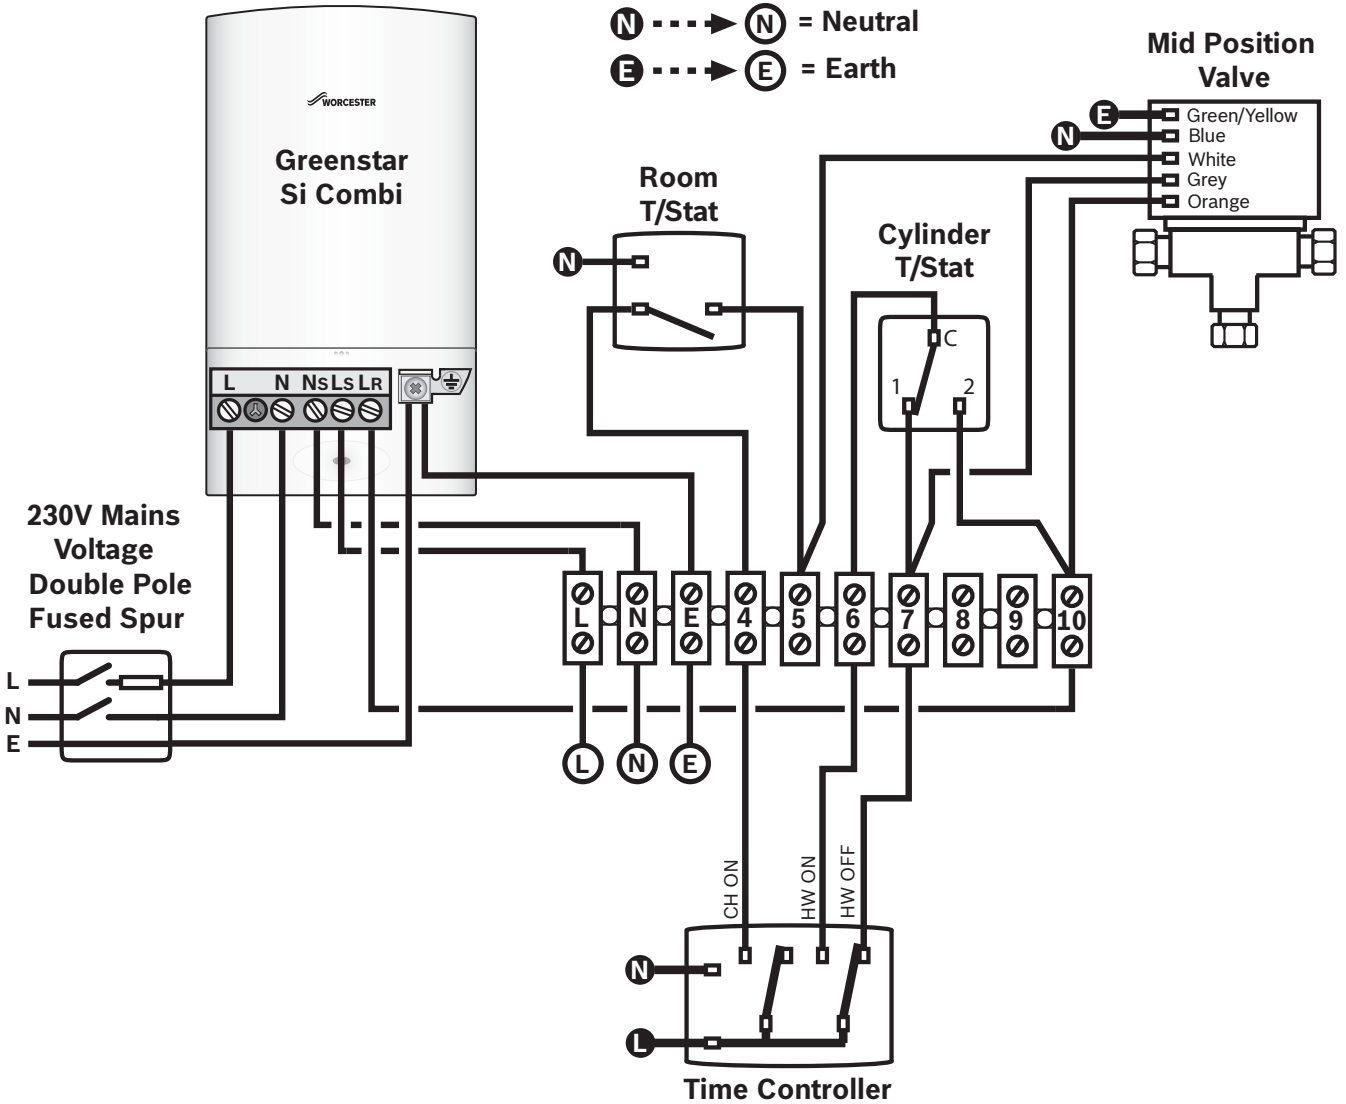 N = Neutral N
E = Earth E
Mid Position
Valve
E Green/Yellow
N Blue
White
Grey
Orange
WORCESTER
Greenstar
Si Combi
Room
T/Stat
N
Cylinder
T/Stat
C
1 2
L N NS LS LR
230V Mains
Voltage
Double Pole
Fused Spur
L
N
E
L N E 4 5 6 7 8 9 10
L N E
CH ON
HW ON
HW OFF
N
L
Time Controller